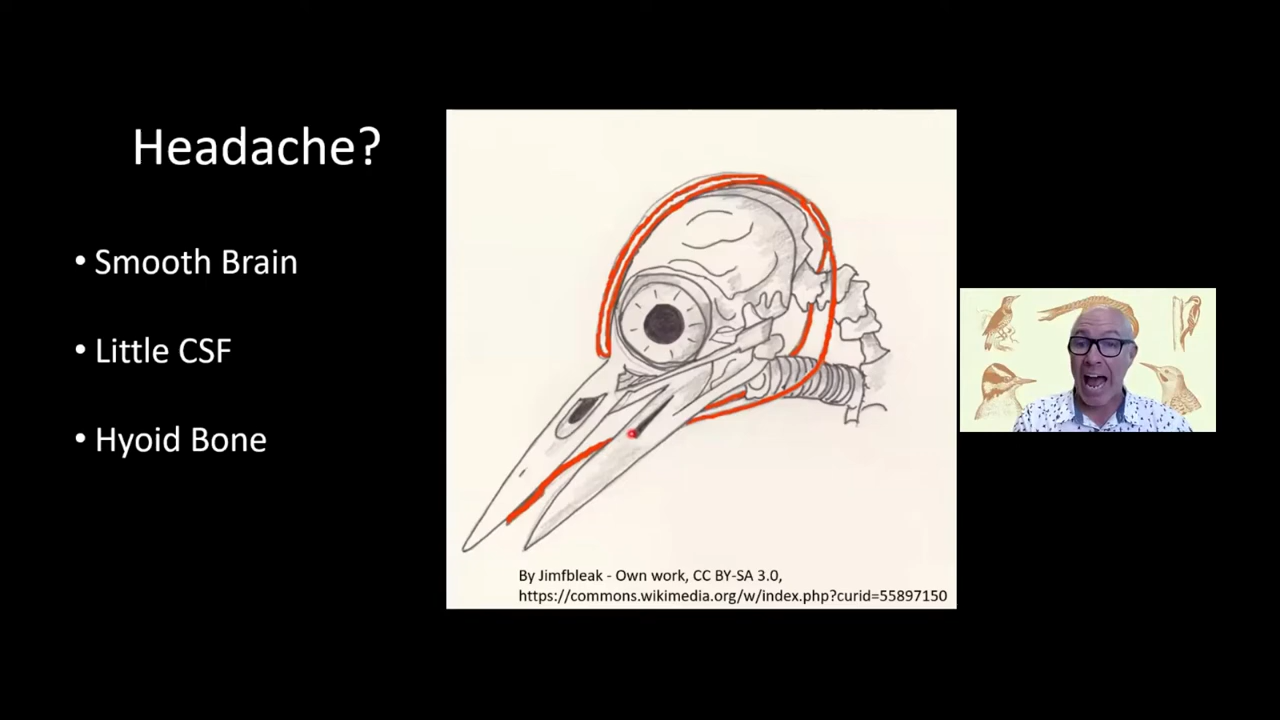 Headache?
• Smooth Brain
• Little CSF
• Hyoid Bone
By Jimfbleak - Own work, CC BY-SA 3.0,
https://commons.wikimedia.org/w/index.php?curid=55897150